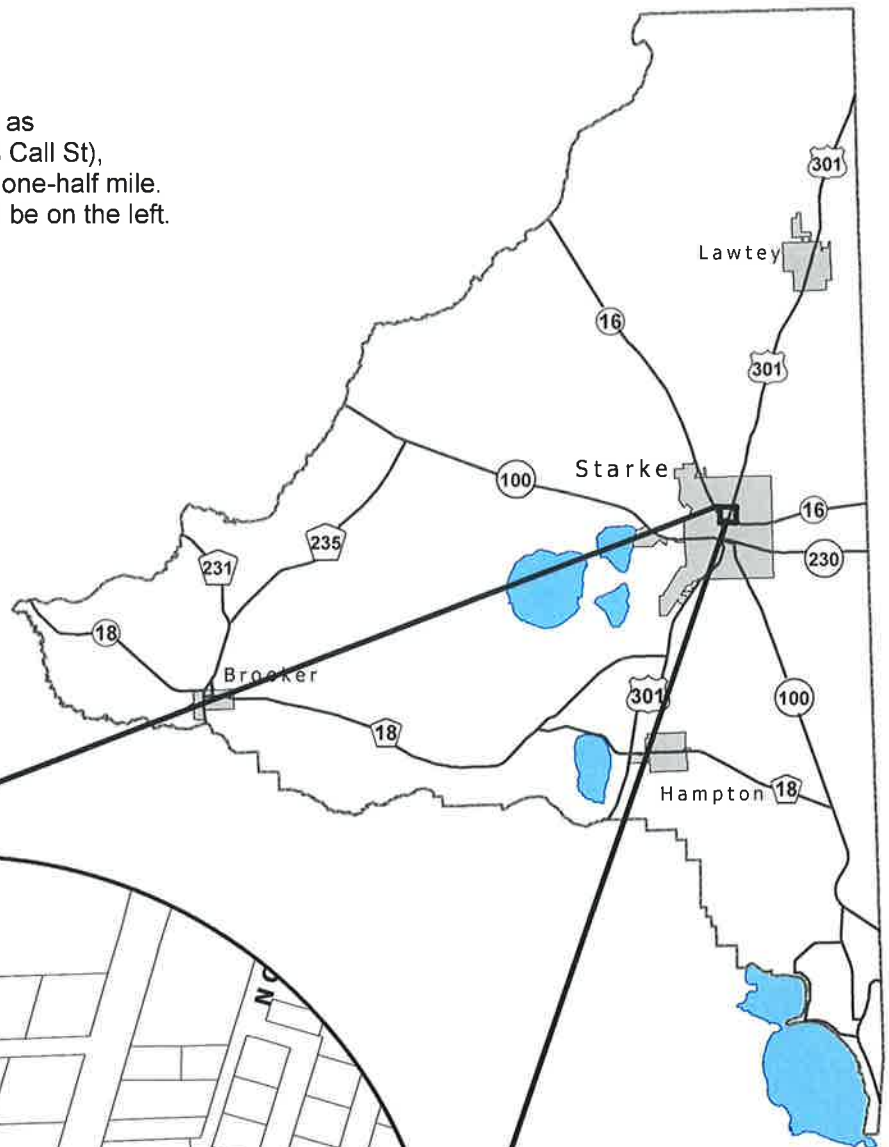 as
Call St),
one-half mile.
be on the left.
301
Lawtey
16
301
Starke
100
16
235
230
231
18
Brooker
301
100
18
Hampton
18
NO